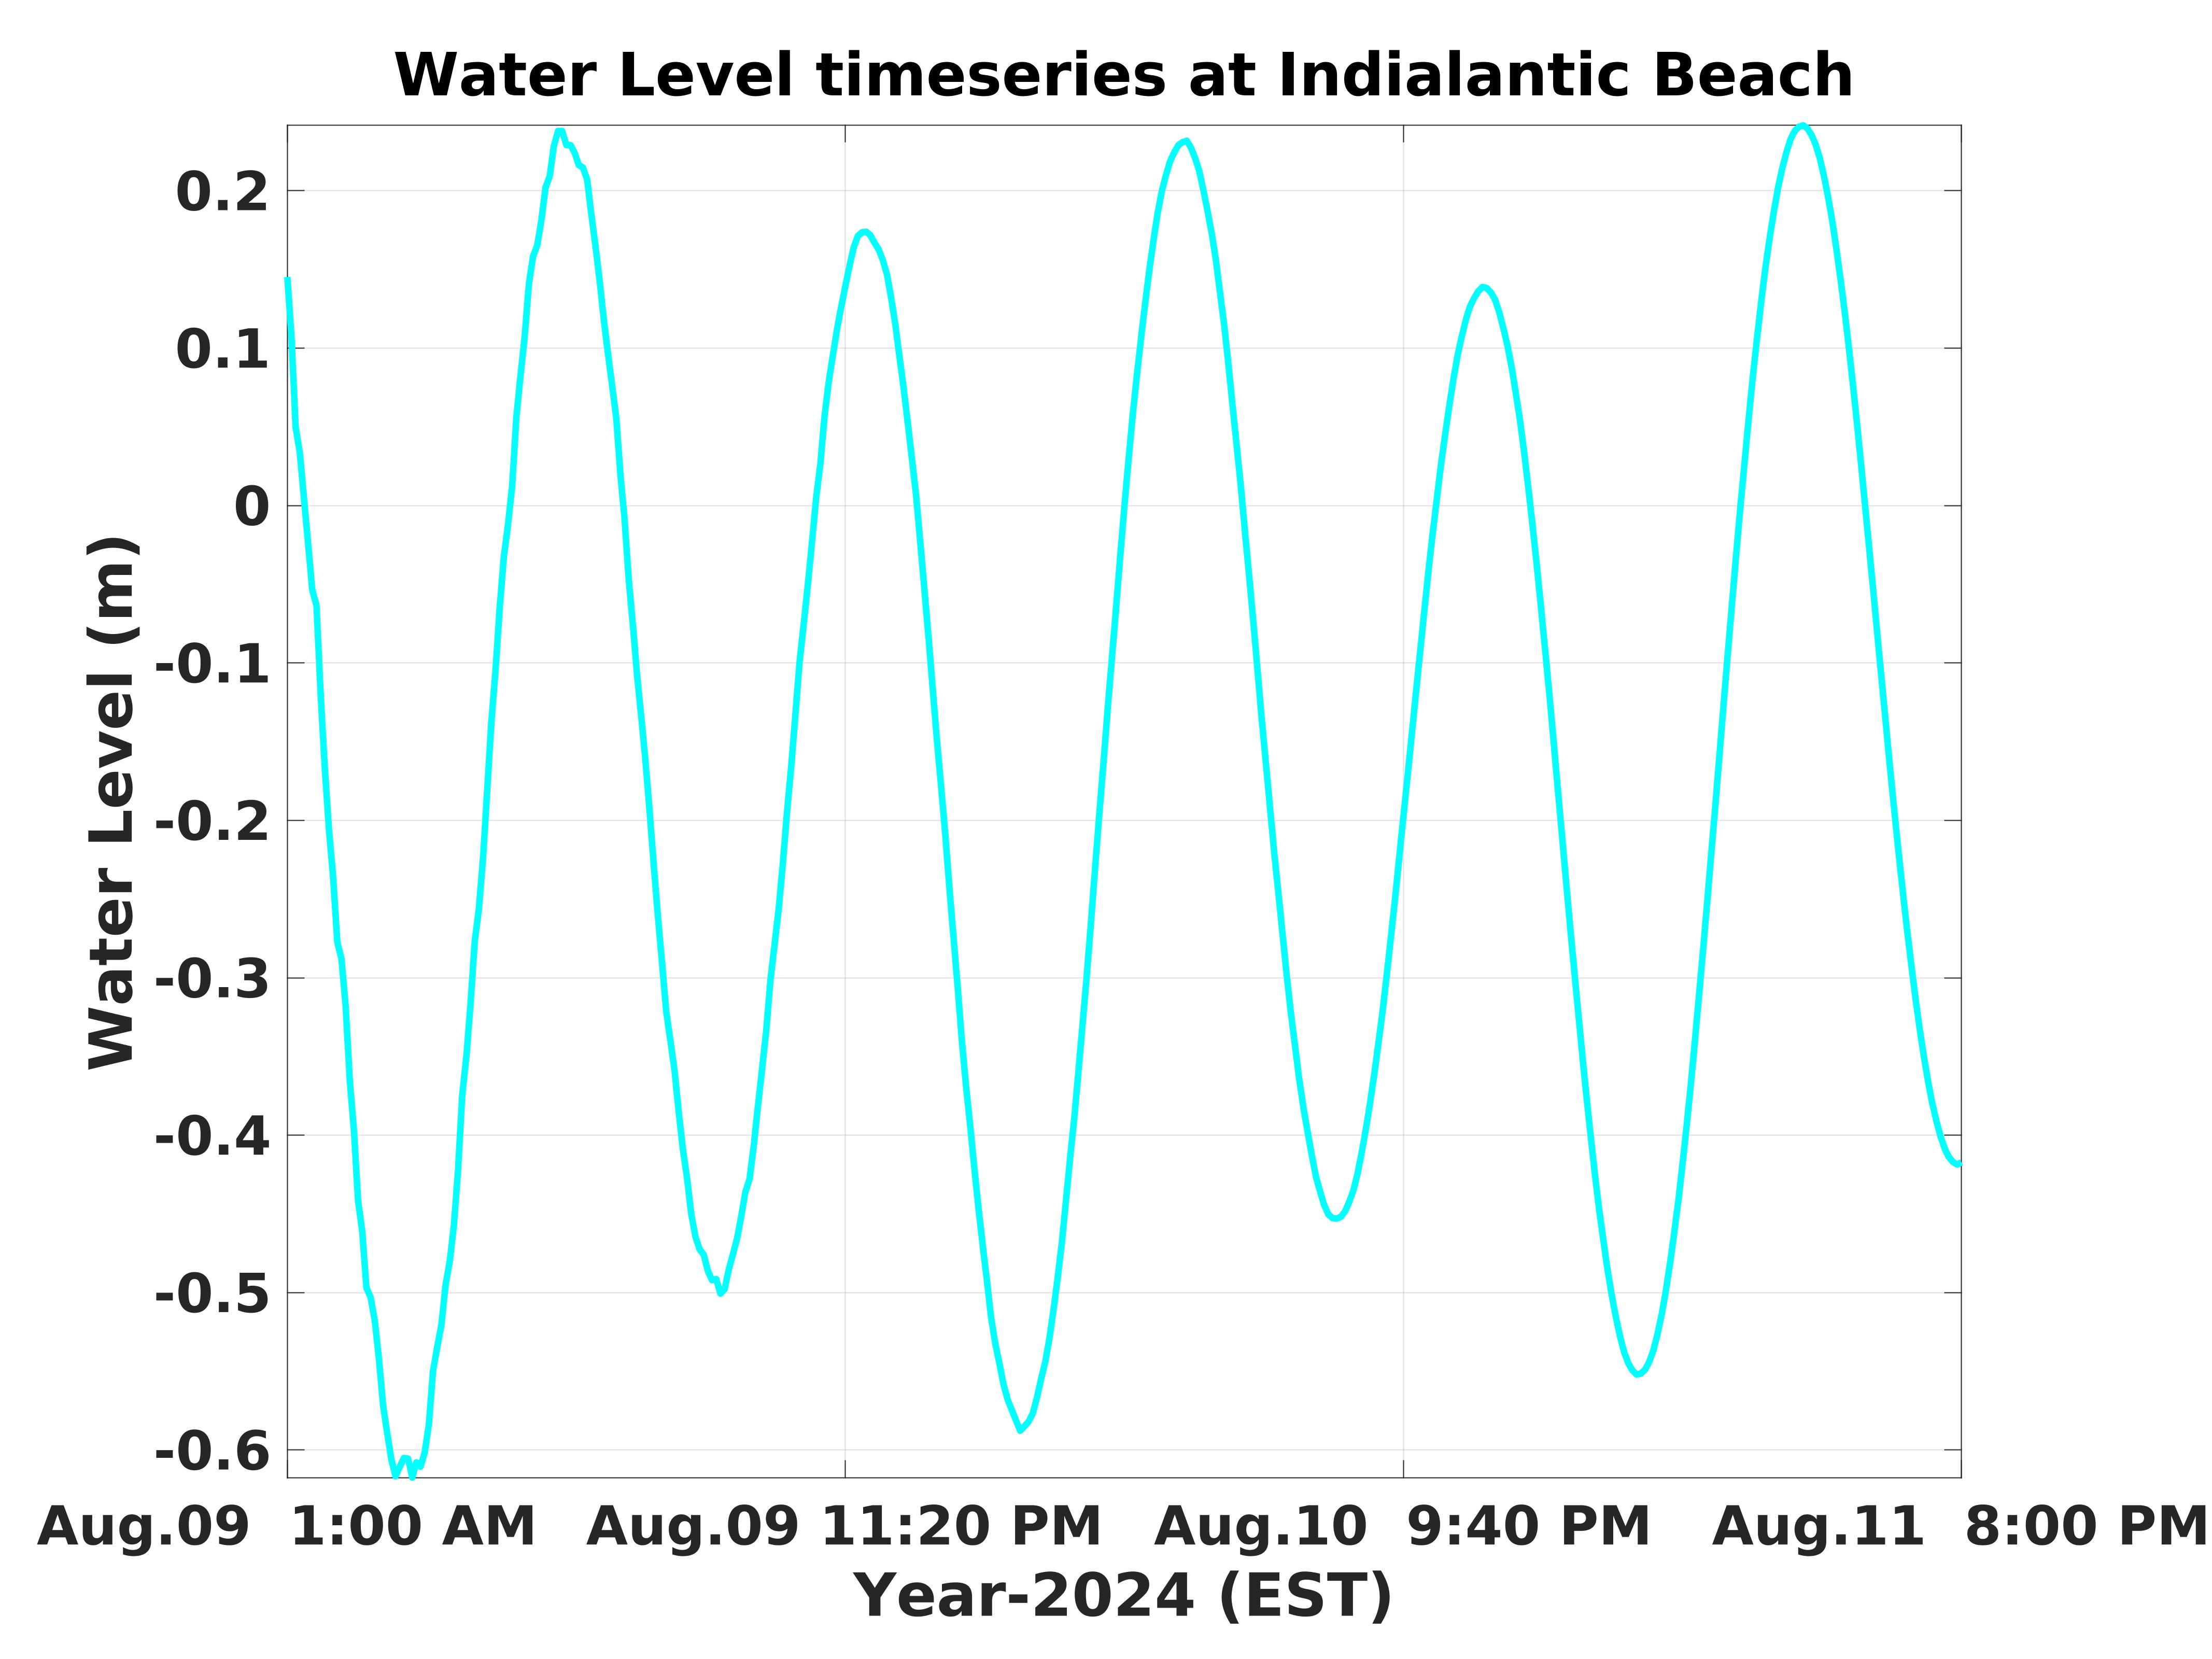 Water Level timeseries at Indialantic Beach
0.2
0.1
0
-0.1
-0.2
-0.3
-0.4
-0.5
-0.6
Water Level (m)
Aug.09 1:00 AM Aug.09 11:20 PM Aug.10 9:40 PM Aug.11 8:00 PM
Year-2024 (EST)